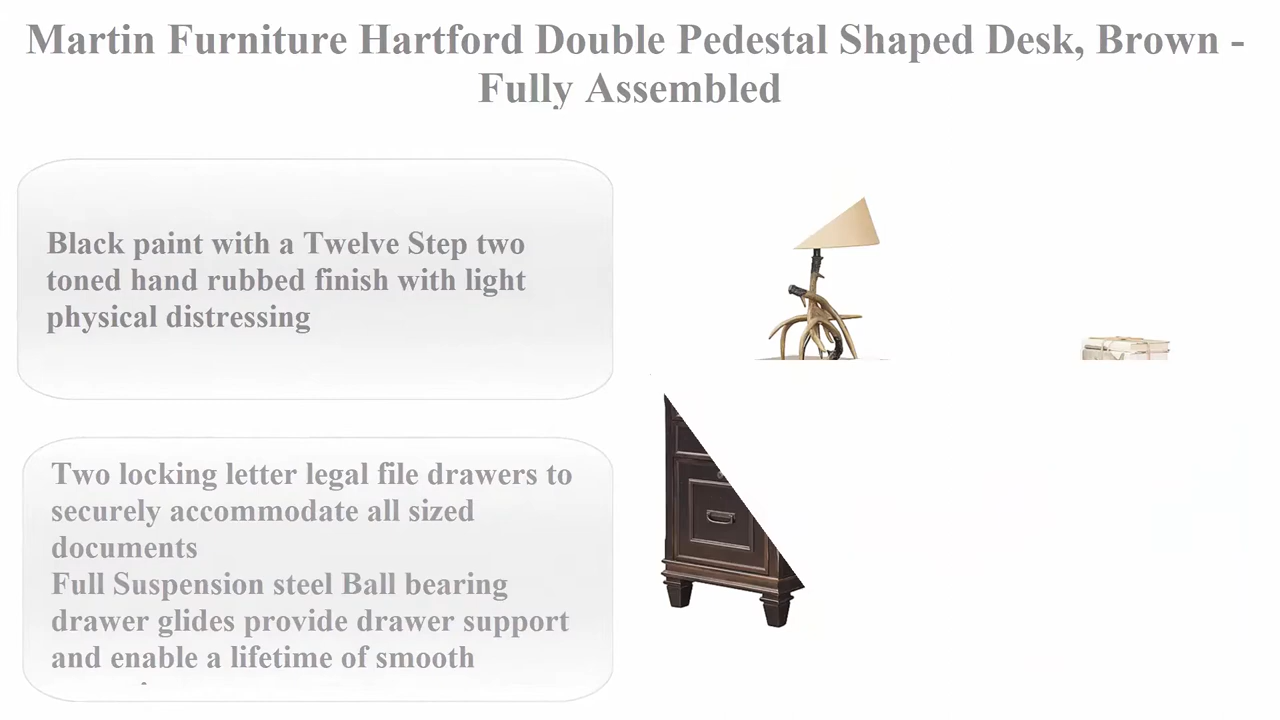 Martin Furniture Hartford Double Pedestal Shaped Desk, Brown -
Fully Assembled
Black paint with a Twelve Step two
toned hand rubbed finish with light
physical distressing
Two locking letter legal file drawers to
securely accommodate all sized
documents
Full Suspension steel Ball bearing
drawer glides provide drawer support
and enable a lifetime of smooth